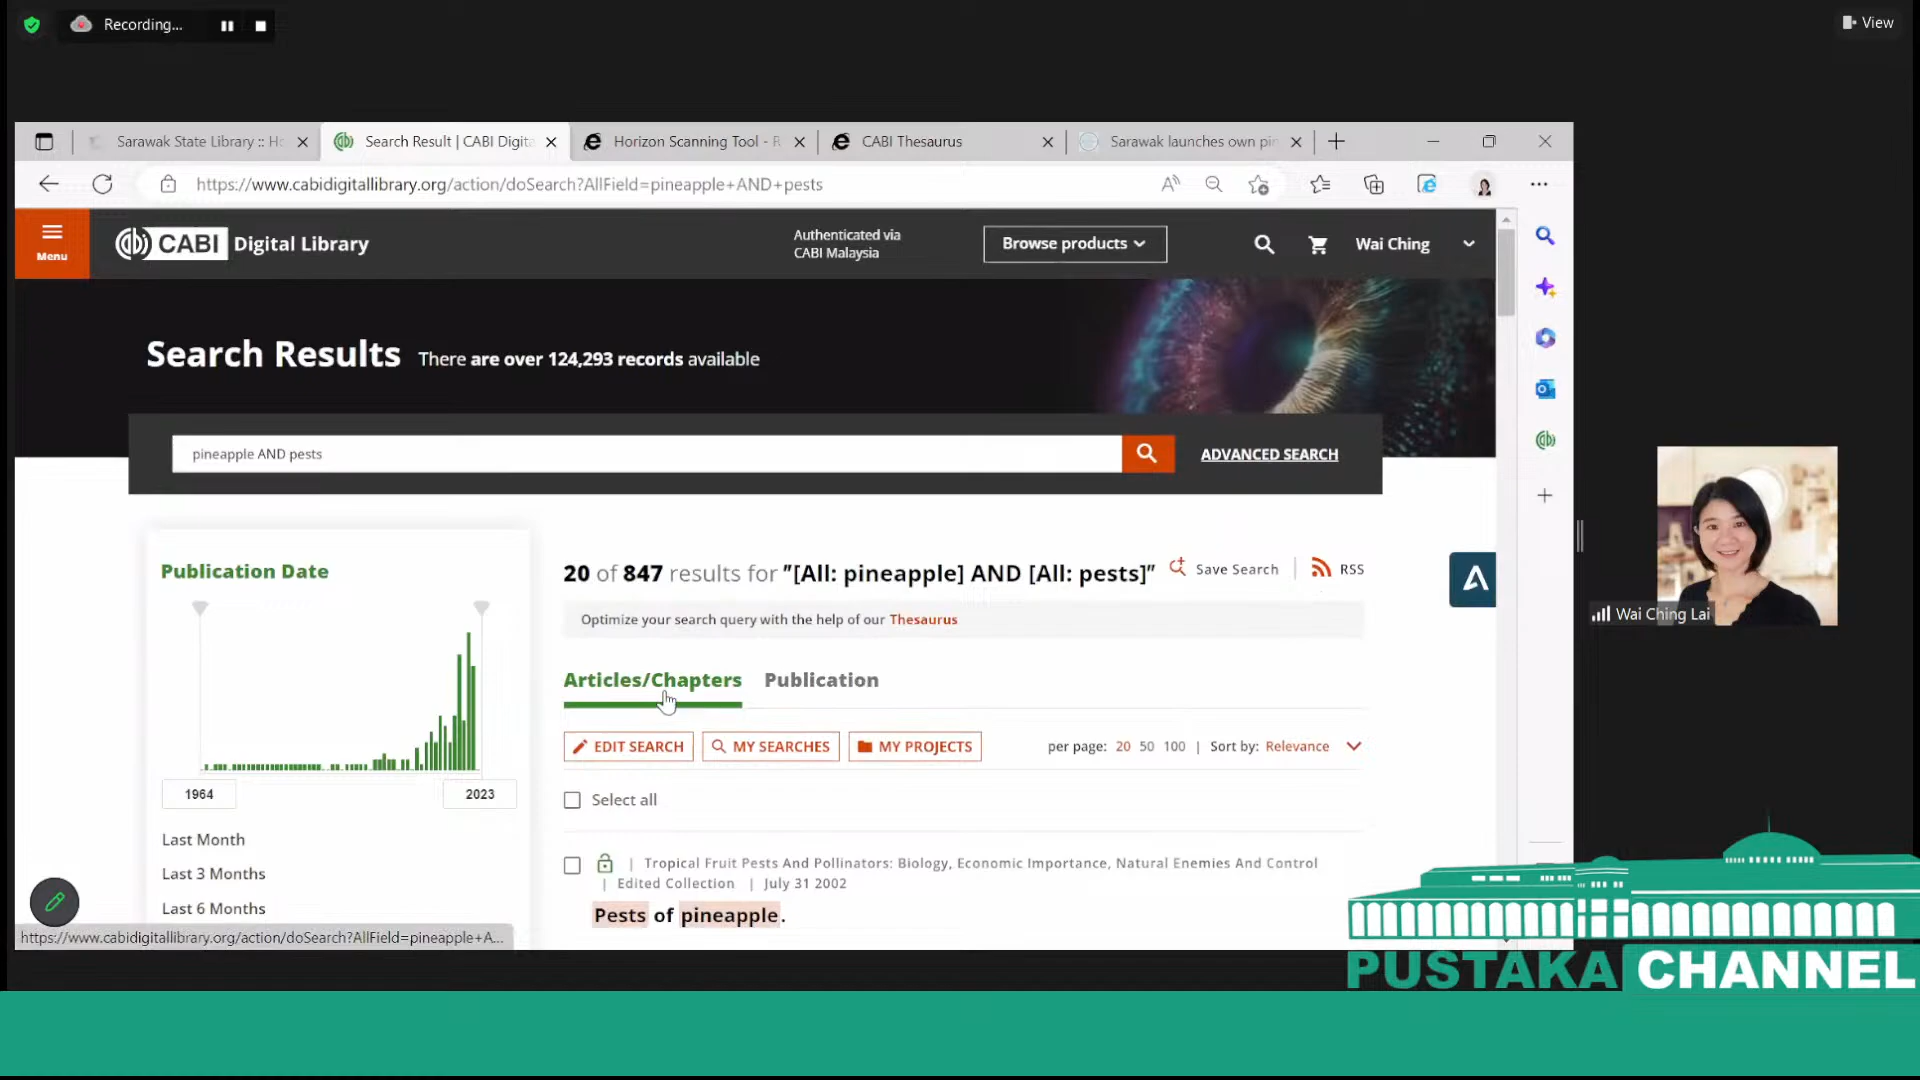 Recording...
View
Sarawak State Library :: Ho
Search Result | CABI Digita
Horizon Scanning Tool - R
CABI Thesaurus
Sarawak launches own pin
https://www.cabidigitallibrary.org/action/doSearch?AllField=pineapple+AND+pests
Menu
CABI Digital Library
Authenticated via
CABI Malaysia
Browse products
Wai Ching
Search Results There are over 124,293 records available
pineapple AND pests
ADVANCED SEARCH
Publication Date
1964
2023
Last Month
Last 3 Months
Last 6 Months
20 of 847 results for "[All: pineapple] AND [All: pests]"
Save Search
RSS
Optimize your search query with the help of our Thesaurus
Articles/Chapters
Publication
EDIT SEARCH
MY SEARCHES
MY PROJECTS
per page: 20 50 100 | Sort by: Relevance
Select all
| Tropical Fruit Pests And Pollinators: Biology, Economic Importance, Natural Enemies And Control
| Edited Collection | July 31 2002
Pests of pineapple.
https://www.cabidigitallibrary.org/action/doSearch?AllField=pineapple+A...
Wai Ching Lai
PUSTAKA CHANNEL